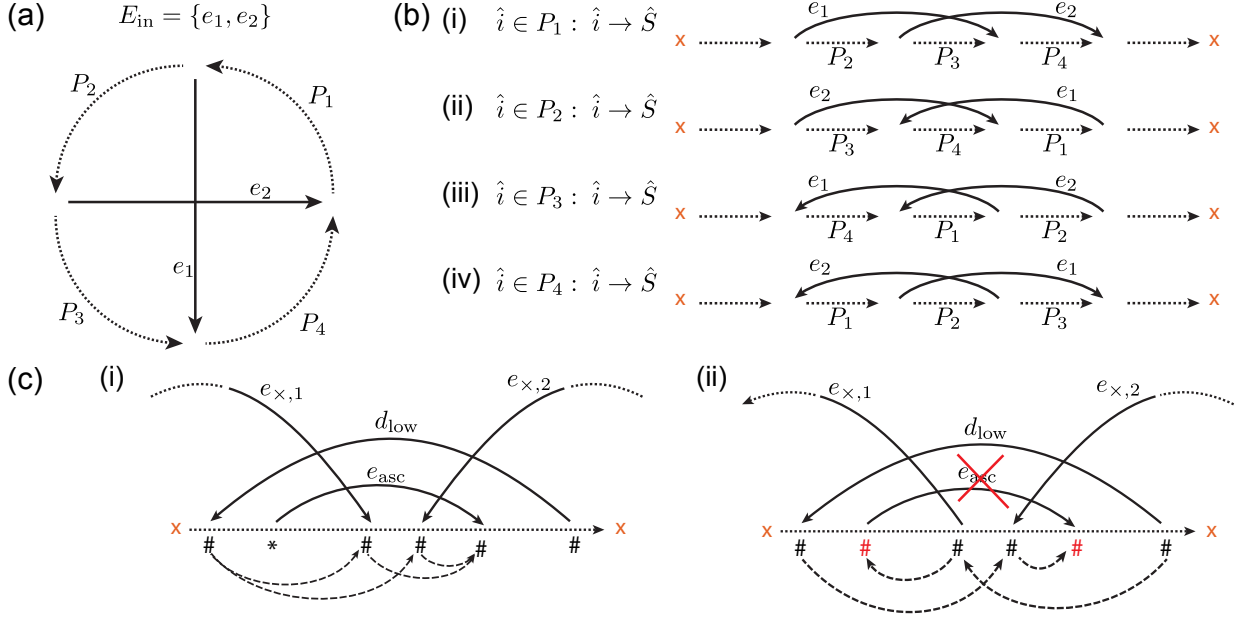 (a) E_in = {e_1, e_2}
P_2 P_1
e_2
e_1
P_3 P_4
(b) (i) î ∈ P_1 : î → Ŝ
e_1 e_2
x x
P_2 P_3 P_4
(ii) î ∈ P_2 : î → Ŝ
e_2 e_1
x x
P_3 P_4 P_1
(iii) î ∈ P_3 : î → Ŝ
e_1 e_2
x x
P_4 P_1 P_2
(iv) î ∈ P_4 : î → Ŝ
e_2 e_1
x x
P_1 P_2 P_3
(c) (i)
e_×,1 e_×,2
d_low
e_asc
x x
# * # # # #
(ii)
e_×,1 e_×,2
d_low
e_asc
x x
# # # # # #